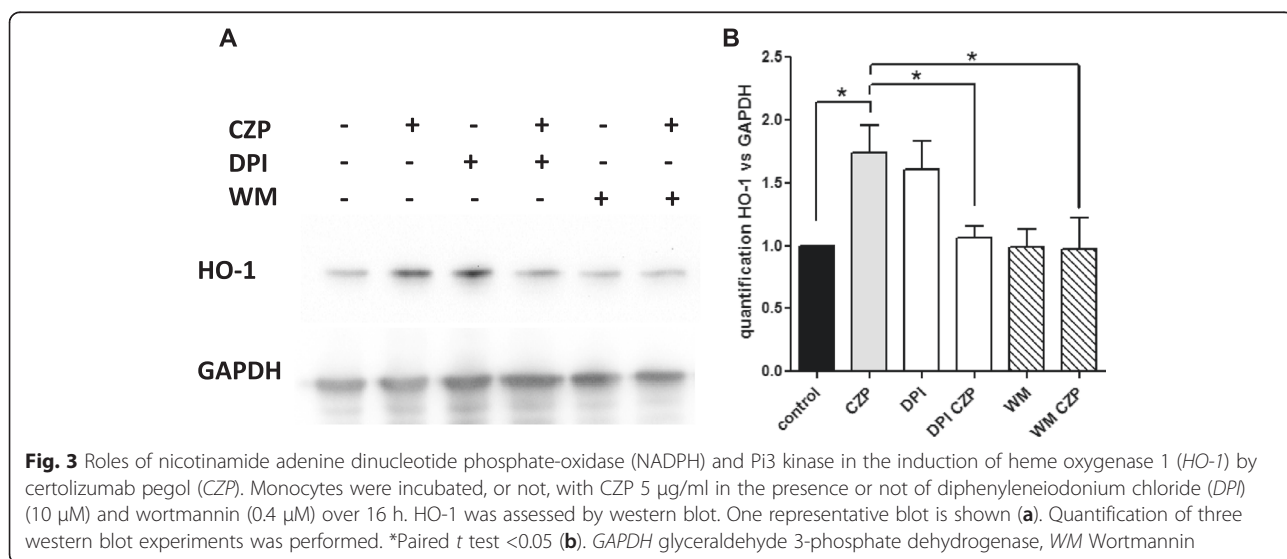 A
CZP - + - + - +
DPI - - + + - -
WM - - - - + +
HO-1
GAPDH
B
*
*
*
quantification HO-1 vs GAPDH
2.5
2.0
1.5
1.0
0.5
0.0
control
CZP
DPI
DPI CZP
WM
WM CZP
Fig. 3 Roles of nicotinamide adenine dinucleotide phosphate-oxidase (NADPH) and Pi3 kinase in the induction of heme oxygenase 1 (HO-1) by
certolizumab pegol (CZP). Monocytes were incubated, or not, with CZP 5 μg/ml in the presence or not of diphenyleneiodonium chloride (DPI)
(10 μM) and wortmannin (0.4 μM) over 16 h. HO-1 was assessed by western blot. One representative blot is shown (a). Quantification of three
western blot experiments was performed. *Paired t test <0.05 (b). GAPDH glyceraldehyde 3-phosphate dehydrogenase, WM Wortmannin